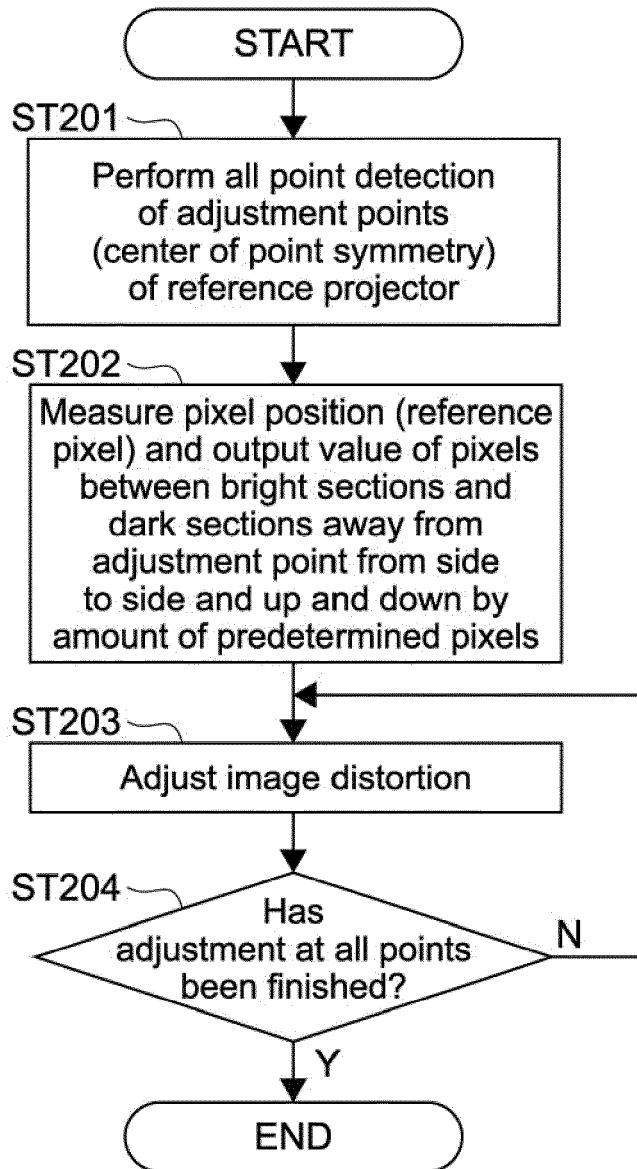 START
ST201
Perform all point detection
of adjustment points
(center of point symmetry)
of reference projector
ST202
Measure pixel position (reference
pixel) and output value of pixels
between bright sections and
dark sections away from
adjustment point from side
to side and up and down by
amount of predetermined pixels
ST203
Adjust image distortion
ST204
Has
adjustment at all points
been finished?
N
Y
END